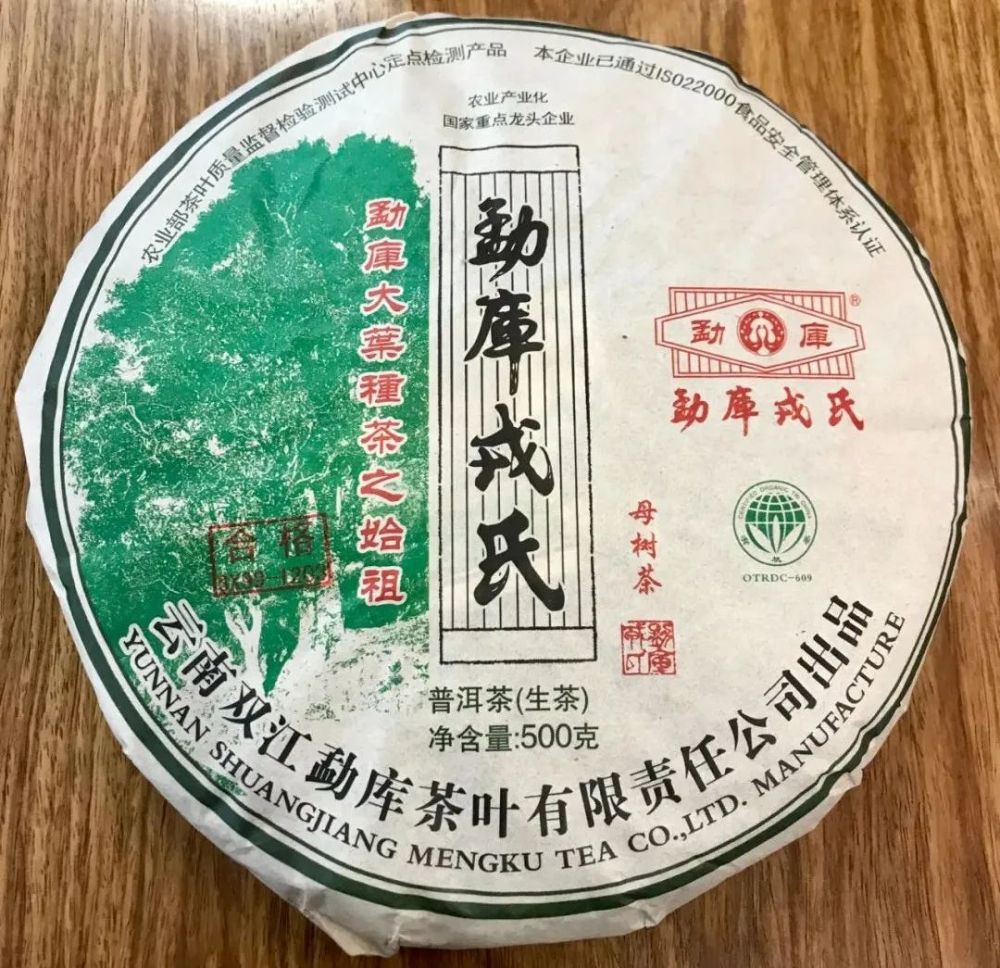 农业部茶叶质量监督检验测试中心定点检测产品
本企业已通过ISO22000食品安全管理体系认证
农业产业化
国家重点龙头企业
勐庫大葉種茶之始祖
勐庫戎氏
勐庫
®
勐庫戎氏
母树茶
OTRDC-609
合格
普洱茶(生茶)
净含量:500克
云南双江勐库茶叶有限责任公司出品
YUNNAN SHUANGJIANG MENGKU TEA CO.,LTD. MANUFACTURE